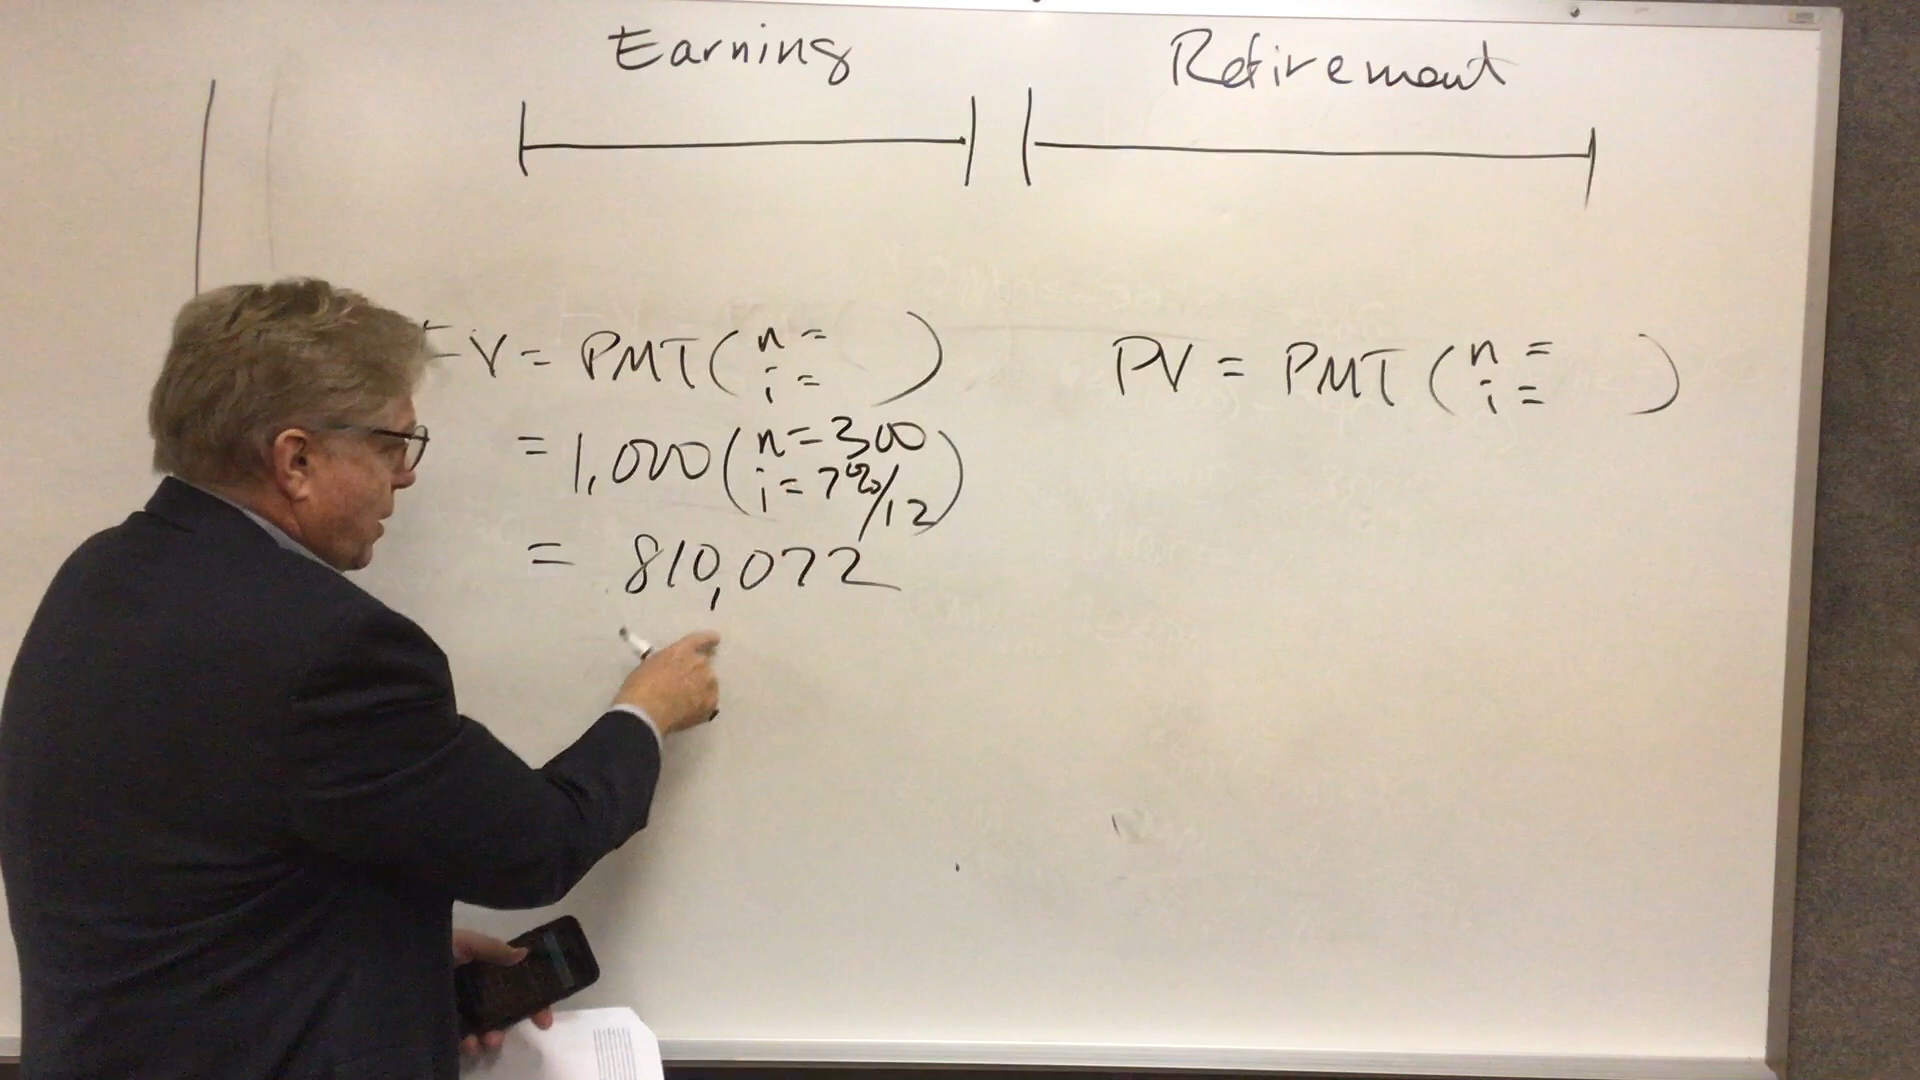 Earning
Retirement
FV = PMT ( n =
i = )
= 1,000 ( n = 300
i = 7%/12 )
= 810,072
PV = PMT ( n =
i = )